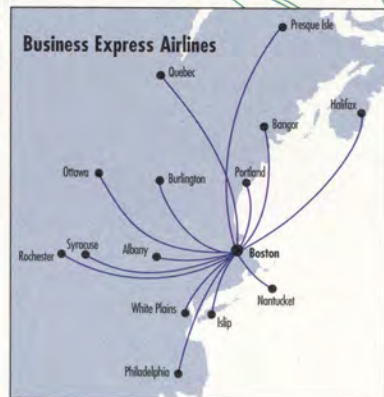 Business Express Airlines
Presque Isle
Quebec
Halifax
Bangor
Ottawa
Burlington
Portland
Rochester
Syracuse
Albany
Boston
Nantucket
White Plains
Islip
Philadelphia